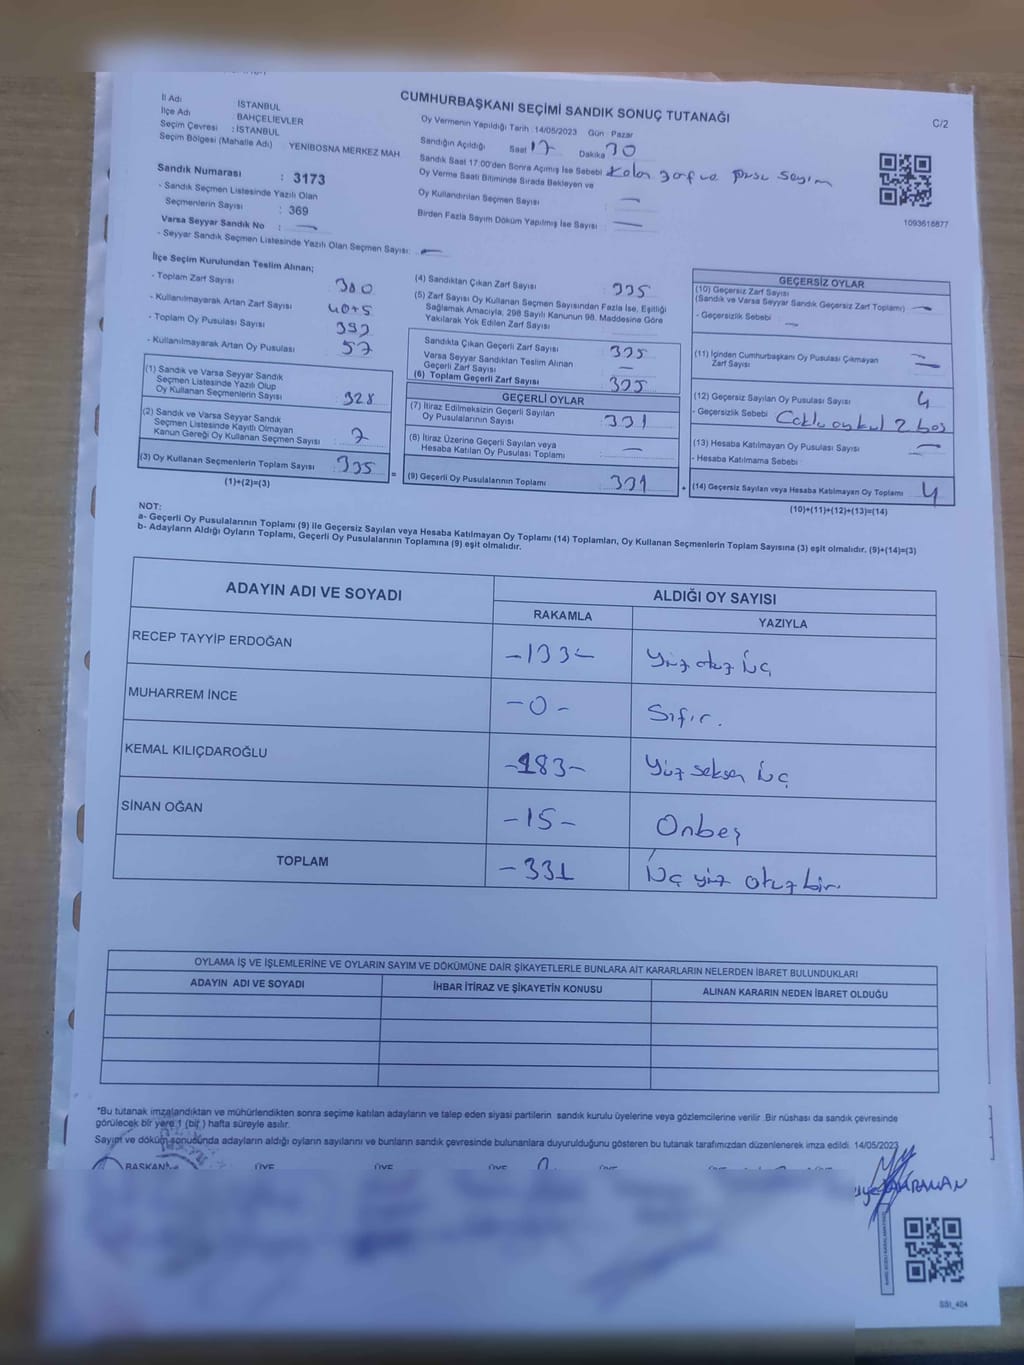 CUMHURBAŞKANI SEÇİMİ SANDIK SONUÇ TUTANAĞI
C/2
İl Adı : İSTANBUL
İlçe Adı : BAHÇELİEVLER
Seçim Çevresi : İSTANBUL
Seçim Bölgesi (Mahalle Adı) : YENİBOSNA MERKEZ MAH
Sandık Numarası : 3173
- Sandık Seçmen Listesinde Yazılı Olan
Seçmenlerin Sayısı : 369
Varsa Seyyar Sandık No : —
- Seyyar Sandık Seçmen Listesinde Yazılı Olan Seçmen Sayısı: —
Oy Vermenin Yapıldığı Tarih : 14/05/2023 Gün : Pazar
Sandığın Açıldığı Saat 17 Dakika 30
Sandık Saat 17:00'den Sonra Açılmış İse Sebebi Kalan zarf ve pusu sayım
Oy Verme Saati Bitiminde Sırada Bekleyen ve
Oy Kullandırılan Seçmen Sayısı : —
Birden Fazla Sayım Döküm Yapılmış İse Sayısı : —
1093618877
İlçe Seçim Kurulundan Teslim Alınan;
- Toplam Zarf Sayısı 380
- Kullanılmayarak Artan Zarf Sayısı 40+5
- Toplam Oy Pusulası Sayısı 392
- Kullanılmayarak Artan Oy Pusulası 57
(1) Sandık ve Varsa Seyyar Sandık
Seçmen Listesinde Yazılı Olup
Oy Kullanan Seçmenlerin Sayısı 328
(2) Sandık ve Varsa Seyyar Sandık
Seçmen Listesinde Kayıtlı Olmayan
Kanun Gereği Oy Kullanan Seçmen Sayısı 7
(3) Oy Kullanan Seçmenlerin Toplam Sayısı 335
(1)+(2)=(3)
(4) Sandıktan Çıkan Zarf Sayısı : 335
(5) Zarf Sayısı Oy Kullanan Seçmen Sayısından Fazla İse, Eşitliği
Sağlamak Amacıyla, 298 Sayılı Kanunun 98. Maddesine Göre
Yakılarak Yok Edilen Zarf Sayısı
Sandıkta Çıkan Geçerli Zarf Sayısı : 335
Varsa Seyyar Sandıktan Teslim Alınan
Geçerli Zarf Sayısı : —
(6) Toplam Geçerli Zarf Sayısı : 335
GEÇERLİ OYLAR
(7) İtiraz Edilmeksizin Geçerli Sayılan
Oy Pusulalarının Sayısı : 331
(8) İtiraz Üzerine Geçerli Sayılan veya
Hesaba Katılan Oy Pusulası Toplamı : —
=
(9) Geçerli Oy Pusulalarının Toplamı : 331
+
GEÇERSİZ OYLAR
(10) Geçersiz Zarf Sayısı
(Sandık ve Varsa Seyyar Sandık Geçersiz Zarf Toplamı) : —
- Geçersizlik Sebebi : —
(11) İçinden Cumhurbaşkanı Oy Pusulası Çıkmayan
Zarf Sayısı : —
(12) Geçersiz Sayılan Oy Pusulası Sayısı : 4
- Geçersizlik Sebebi : 2 boş
(13) Hesaba Katılmayan Oy Pusulası Sayısı : —
- Hesaba Katılmama Sebebi :
(14) Geçersiz Sayılan veya Hesaba Katılmayan Oy Toplamı : 4
(10)+(11)+(12)+(13)=(14)
NOT:
a- Geçerli Oy Pusulalarının Toplamı (9) ile Geçersiz Sayılan veya Hesaba Katılmayan Oy Toplamı (14) Toplamları, Oy Kullanan Seçmenlerin Toplam Sayısına (3) eşit olmalıdır. (9)+(14)=(3)
b- Adayların Aldığı Oyların Toplamı, Geçerli Oy Pusulalarının Toplamına (9) eşit olmalıdır.
ADAYIN ADI VE SOYADI
ALDIĞI OY SAYISI
RAKAMLA YAZIYLA
RECEP TAYYİP ERDOĞAN -133- Yüz otuz üç
MUHARREM İNCE -0- Sıfır.
KEMAL KILIÇDAROĞLU -183- Yüz seksen üç
SİNAN OĞAN -15- Onbeş
TOPLAM -331 Üç yüz otuz bir.
OYLAMA İŞ VE İŞLEMLERİNE VE OYLARIN SAYIM VE DÖKÜMÜNE DAİR ŞİKAYETLERLE BUNLARA AİT KARARLARIN NELERDEN İBARET BULUNDUKLARI
ADAYIN ADI VE SOYADI İHBAR İTİRAZ VE ŞİKAYETİN KONUSU ALINAN KARARIN NEDEN İBARET OLDUĞU
*Bu tutanak imzalandıktan ve mühürlendikten sonra seçime katılan adayların ve talep eden siyasi partilerin sandık kurulu üyelerine veya gözlemcilerine verilir. Bir nüshası da sandık çevresinde
görülecek bir yere 1 (bir) hafta süreyle asılır.
Sayım ve döküm sonucunda adayların aldığı oyların sayılarını ve bunların sandık çevresinde bulunanlara duyurulduğunu gösteren bu tutanak tarafımızdan düzenlenerek imza edildi. 14/05/2023
BAŞKAN ÜYE ÜYE ÜYE
SSI_404